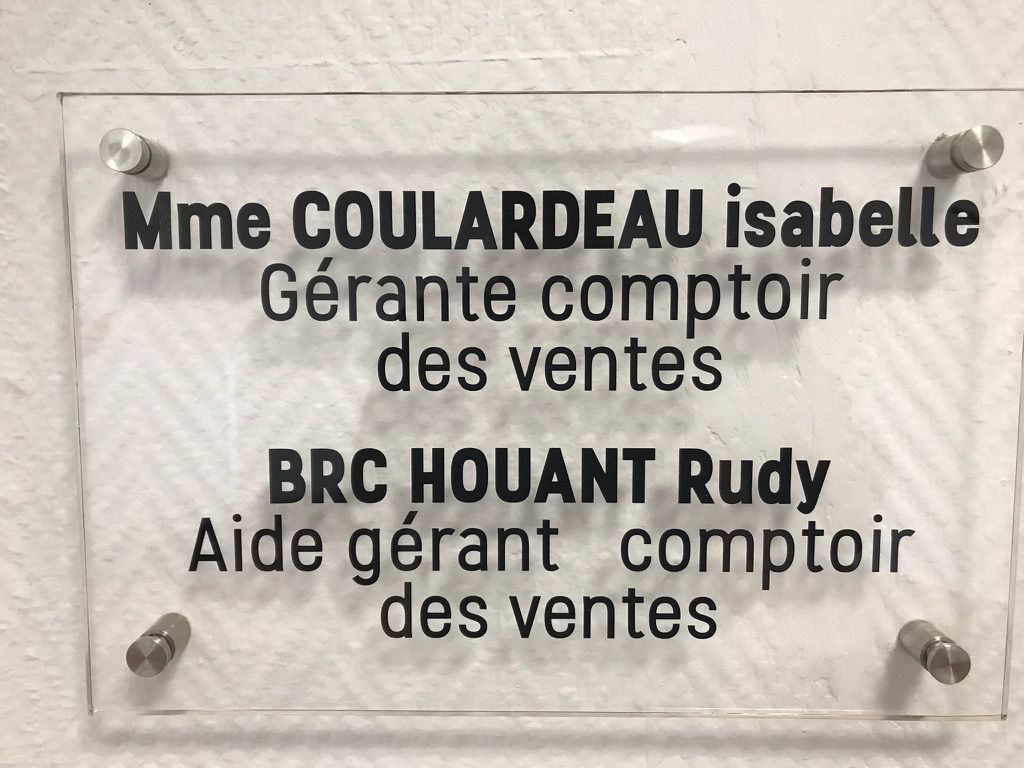 Mme COULARDEAU isabelle
Gérante comptoir
des ventes
BRC HOUANT Rudy
Aide gérant comptoir
des ventes